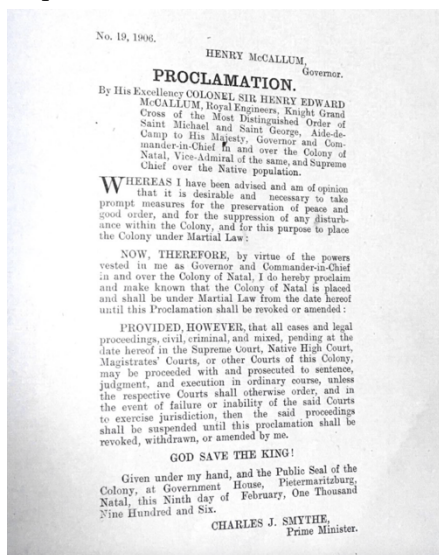 No. 19, 1906.
HENRY McCALLUM,
Governor.
PROCLAMATION.
By His Excellency COLONEL SIR HENRY EDWARD
McCALLUM, Royal Engineers, Knight Grand
Cross of the Most Distinguished Order of
Saint Michael and Saint George, Aide-de-
Camp to His Majesty, Governor and Com-
mander-in-Chief in and over the Colony of
Natal, Vice-Admiral of the same, and Supreme
Chief over the Native population.
WHEREAS I have been advised and am of opinion
that it is desirable and necessary to take
prompt measures for the preservation of peace and
good order, and for the suppression of any disturb-
ance within the Colony, and for this purpose to place
the Colony under Martial Law:
NOW, THEREFORE, by virtue of the powers
vested in me as Governor and Commander-in-Chief
in and over the Colony of Natal, I do hereby proclaim
and make known that the Colony of Natal is placed
and shall be under Martial Law from the date hereof
until this Proclamation shall be revoked or amended:
PROVIDED, HOWEVER, that all cases and legal
proceedings, civil, criminal, and mixed, pending at the
date hereof in the Supreme Court, Native High Court,
Magistrates' Courts, or other Courts of this Colony,
may be proceeded with and prosecuted to sentence,
judgment, and execution in ordinary course, unless
the respective Courts shall otherwise order, and in
the event of failure or inability of the said Courts
to exercise jurisdiction, then the said proceedings
shall be suspended until this proclamation shall be
revoked, withdrawn, or amended by me.
GOD SAVE THE KING!
Given under my hand, and the Public Seal of the
Colony, at Government House, Pietermaritzburg,
Natal, this Ninth day of February, One Thousand
Nine Hundred and Six.
CHARLES J. SMYTHE,
Prime Minister.